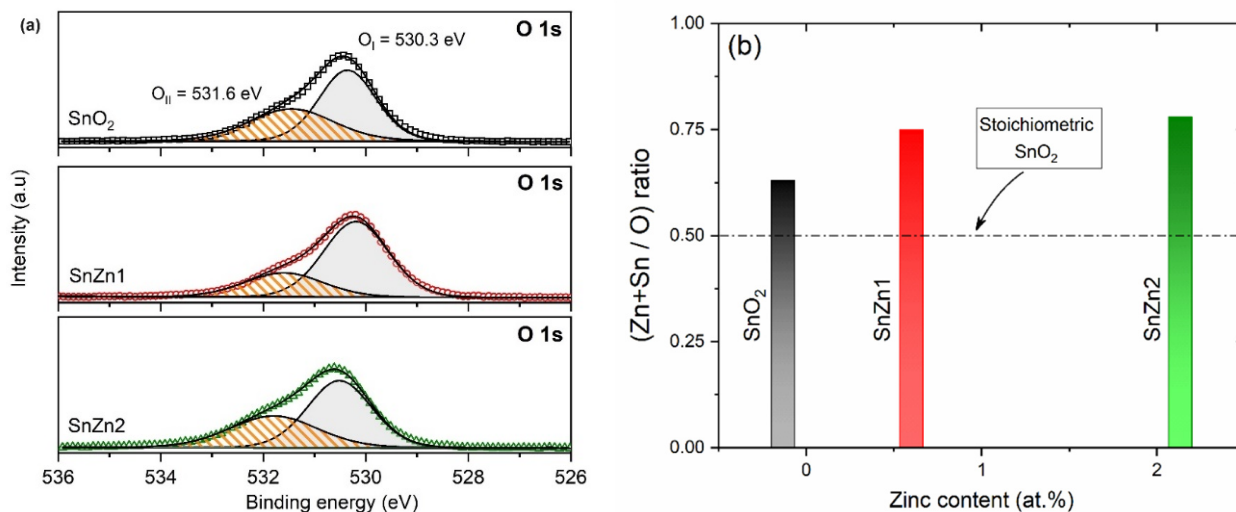 (a)
O 1s
O_I = 530.3 eV
O_II = 531.6 eV
SnO₂
O 1s
SnZn1
O 1s
SnZn2
Intensity (a.u)
536 534 532 530 528 526
Binding energy (eV)
(b)
1.00
0.75
0.50
0.25
0.00
(Zn+Sn / O) ratio
Stoichiometric
SnO₂
SnO₂
SnZn1
SnZn2
0 1 2
Zinc content (at.%)